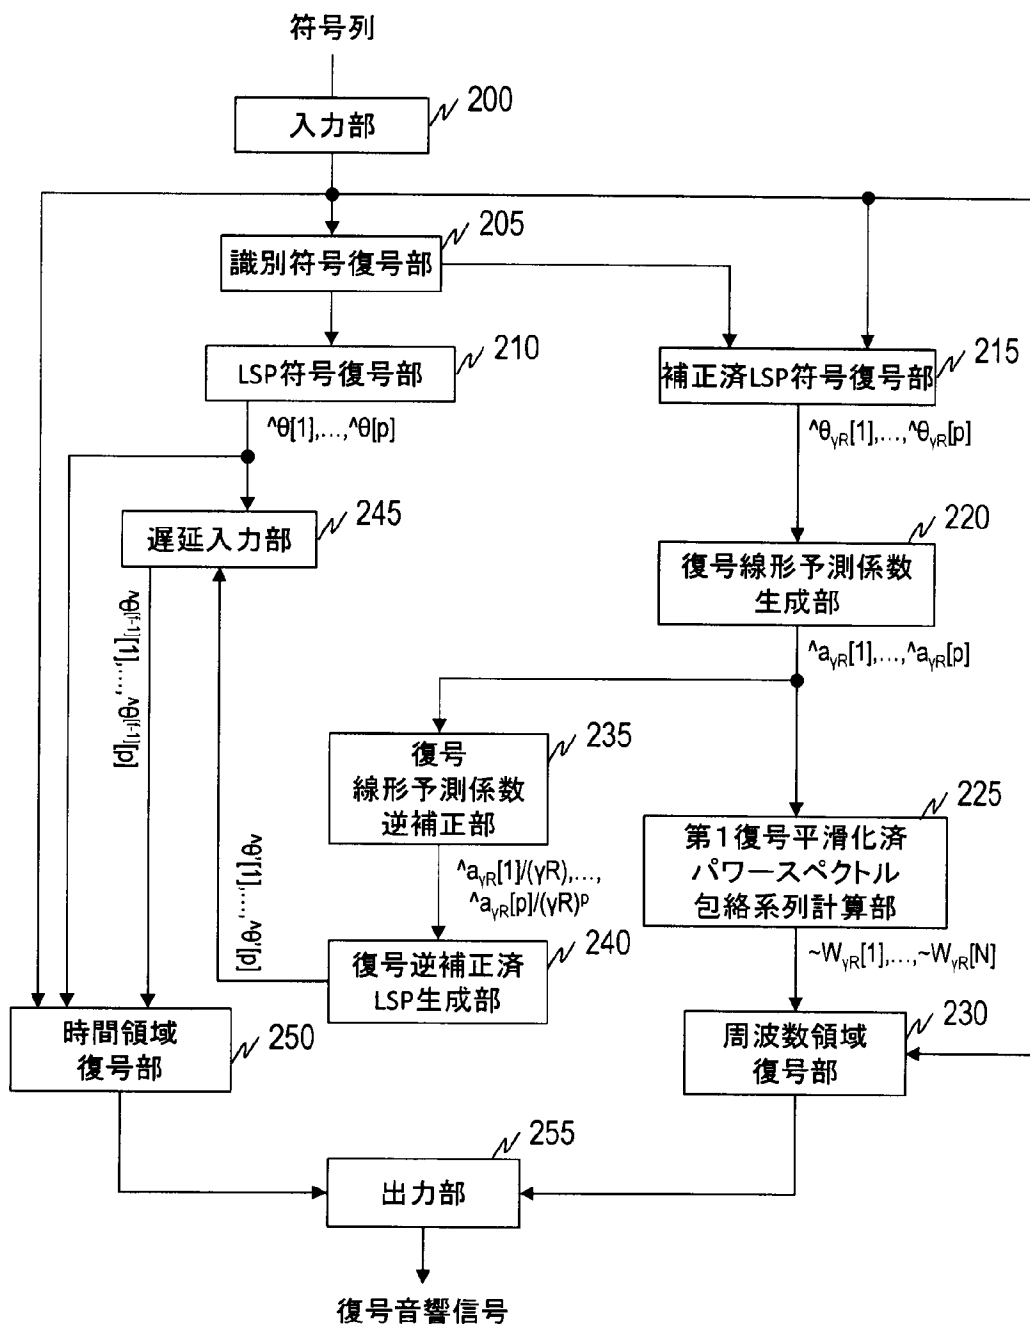 符号列
入力部
200
識別符号復号部
205
LSP符号復号部
210
補正済LSP符号復号部
215
^θ[1],...,^θ[p]
^θγR[1],...,^θγR[p]
遅延入力部
245
復号線形予測係数
生成部
220
^θ[f-1][1],...,
^θ[f-1][p]
^aγR[1],...,^aγR[p]
復号
線形予測係数
逆補正部
235
第1復号平滑化済
パワースペクトル
包絡系列計算部
225
^θ'[1],...,^θ'[p]
^aγR[1]/(γR),...,
^aγR[p]/(γR)p
~WγR[1],...,~WγR[N]
復号逆補正済
LSP生成部
240
時間領域
復号部
250
周波数領域
復号部
230
出力部
255
復号音響信号